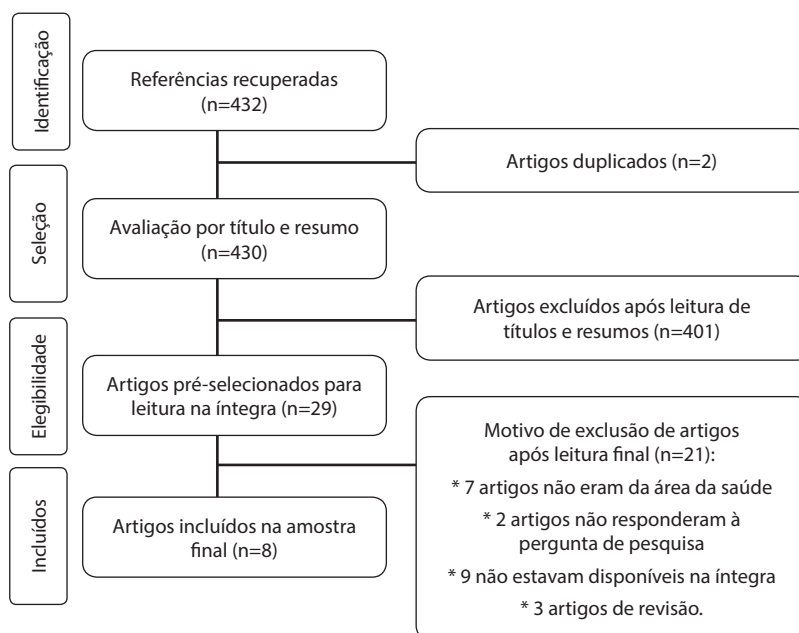 Identificação
Referências recuperadas
(n=432)
Artigos duplicados (n=2)
Seleção
Avaliação por título e resumo
(n=430)
Artigos excluídos após leitura de
títulos e resumos (n=401)
Elegibilidade
Artigos pré-selecionados para
leitura na íntegra (n=29)
Motivo de exclusão de artigos
após leitura final (n=21):
* 7 artigos não eram da área da saúde
* 2 artigos não responderam à
pergunta de pesquisa
* 9 não estavam disponíveis na íntegra
* 3 artigos de revisão.
Incluídos
Artigos incluídos na amostra
final (n=8)